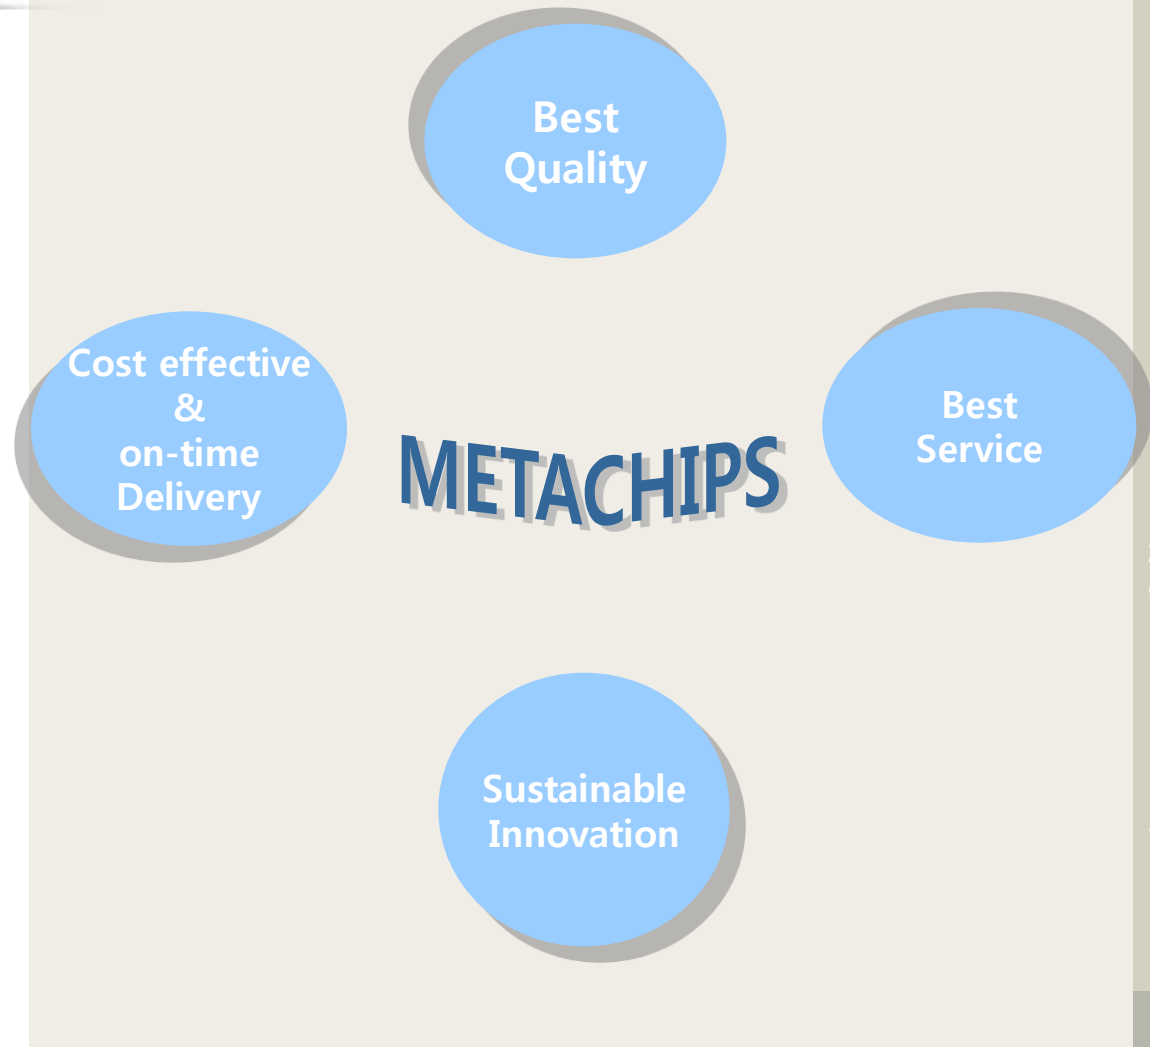 Best
Quality
Cost effective
&
on-time
Delivery
METACHIPS
Best
Service
Sustainable
Innovation